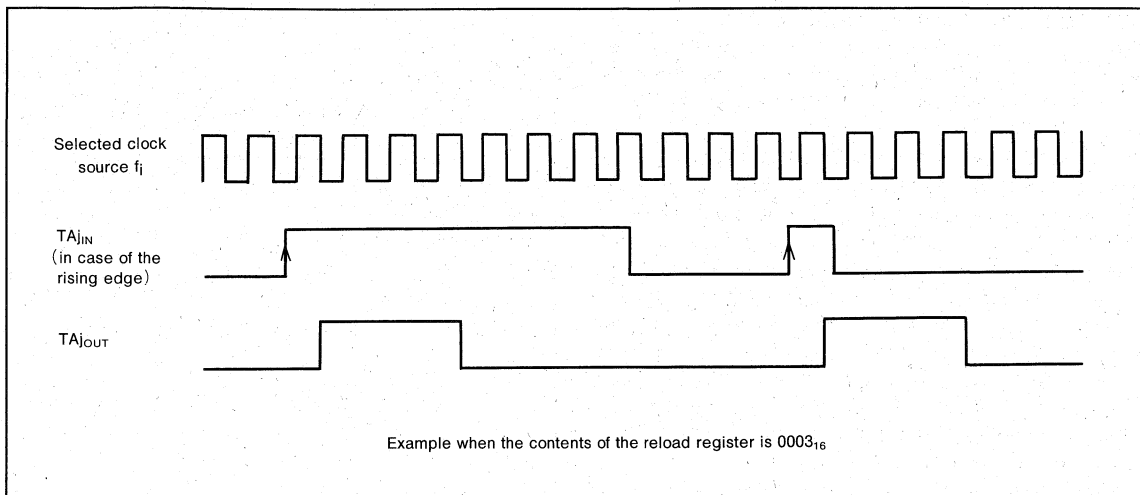 Selected clock
source fi
TAjIN
(in case of the
rising edge)
TAjOUT
Example when the contents of the reload register is 000316